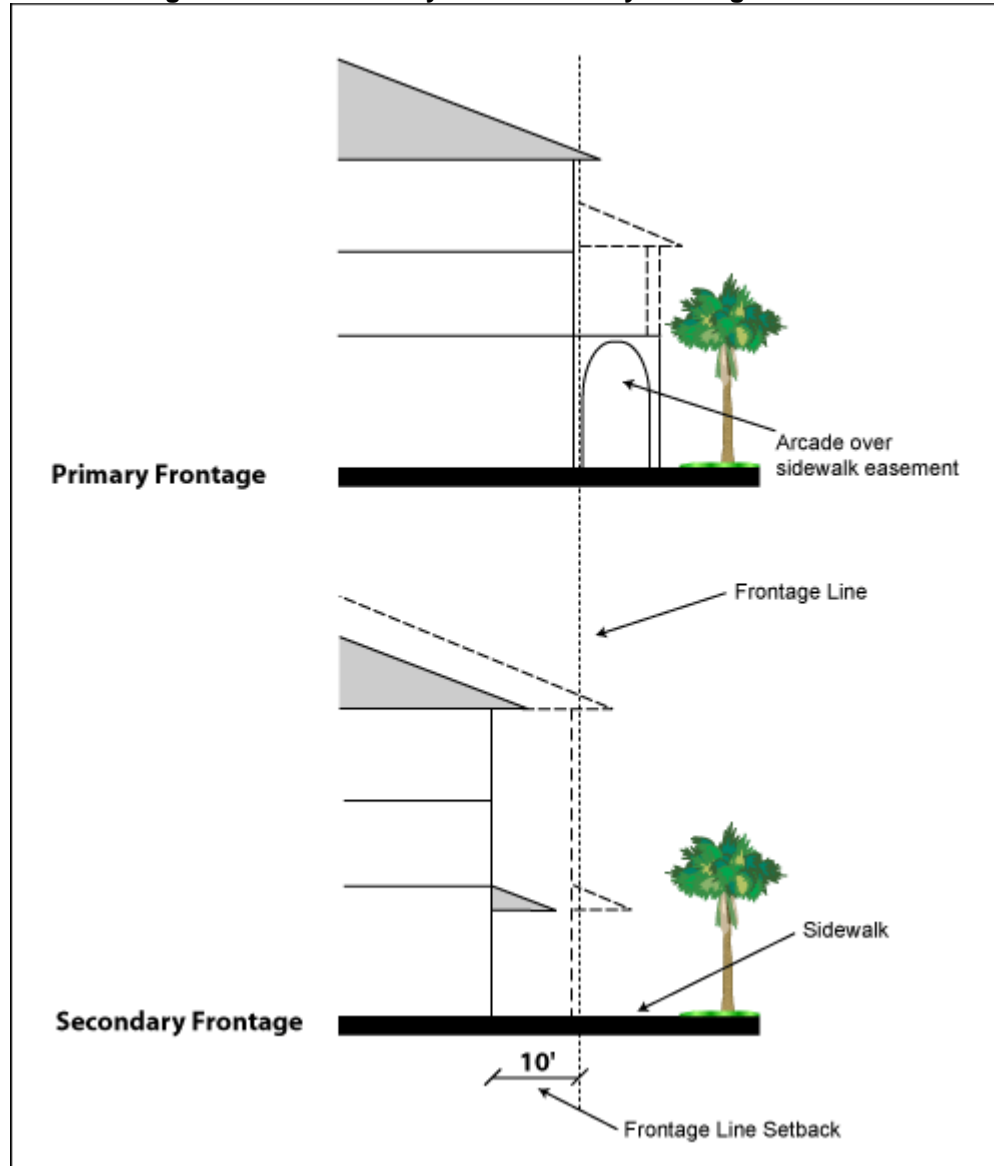 Primary Frontage
Arcade over
sidewalk easement
Frontage Line
Secondary Frontage
Sidewalk
10'
Frontage Line Setback